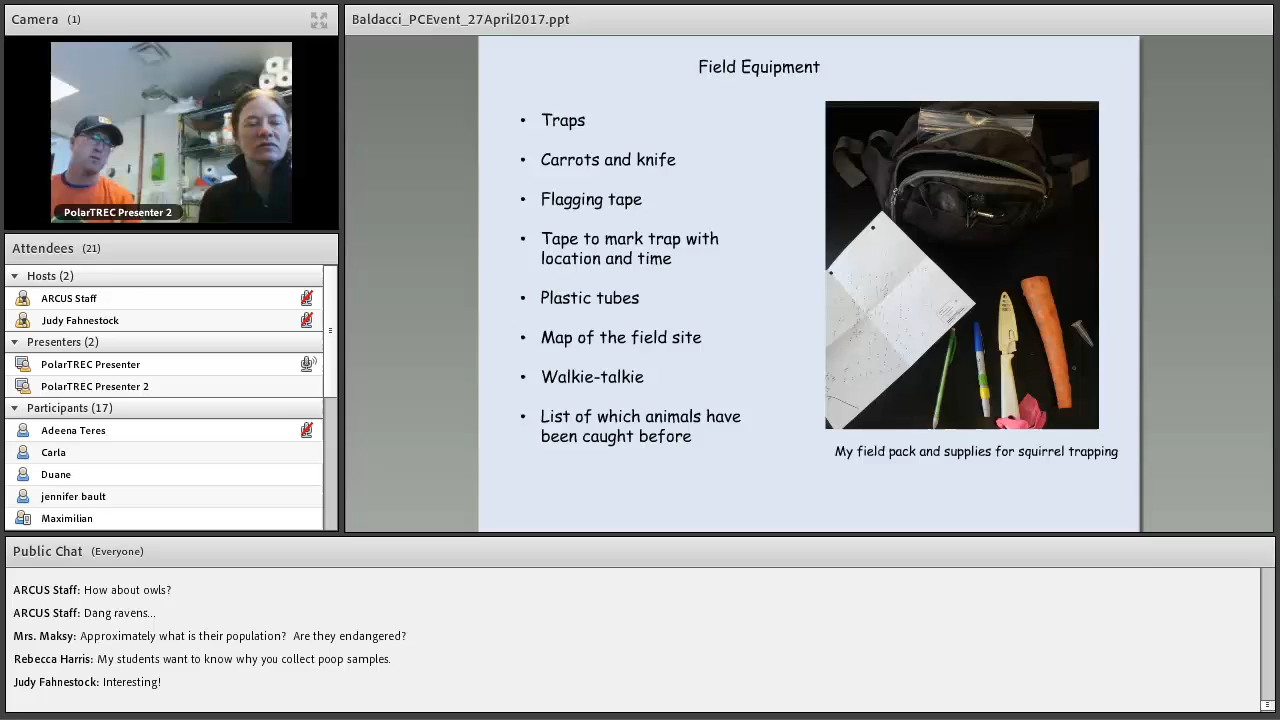 Camera (1)
PolarTREC Presenter 2
Attendees (21)
Hosts (2)
ARCUS Staff
Judy Fahnestock
Presenters (2)
PolarTREC Presenter
PolarTREC Presenter 2
Participants (17)
Adeena Teres
Carla
Duane
jennifer bault
Maximilian
Baldacci_PCEvent_27April2017.ppt
Field Equipment
• Traps
• Carrots and knife
• Flagging tape
• Tape to mark trap with
location and time
• Plastic tubes
• Map of the field site
• Walkie-talkie
• List of which animals have
been caught before
My field pack and supplies for squirrel trapping
Public Chat (Everyone)
ARCUS Staff: How about owls?
ARCUS Staff: Dang ravens...
Mrs. Maksy: Approximately what is their population? Are they endangered?
Rebecca Harris: My students want to know why you collect poop samples.
Judy Fahnestock: Interesting!